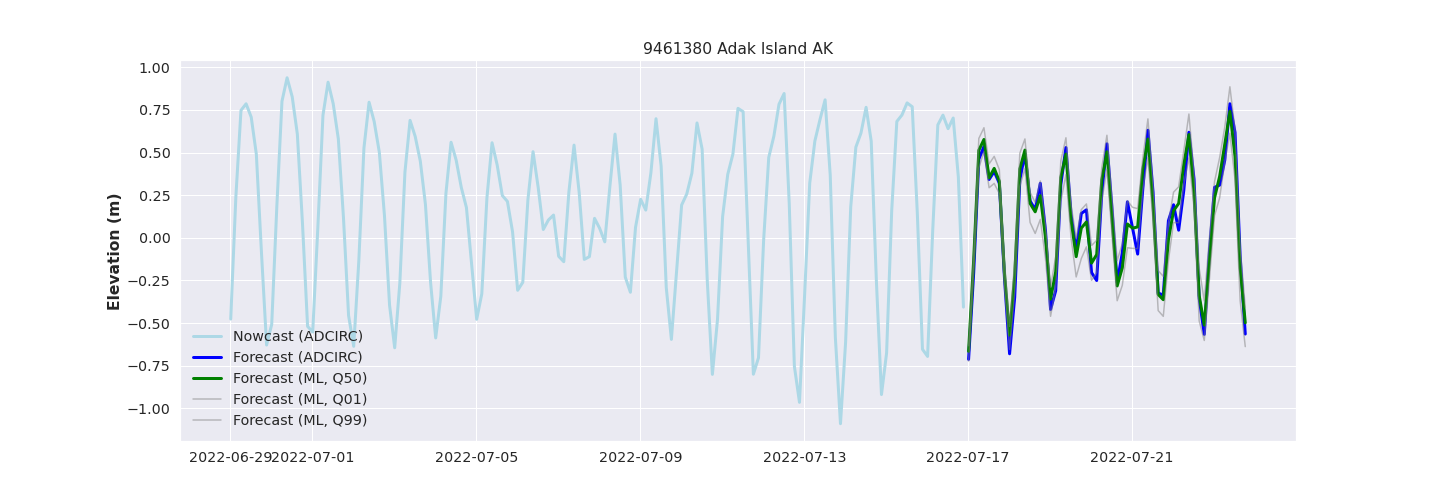 9461380 Adak Island AK
Elevation (m)
1.00
0.75
0.50
0.25
0.00
−0.25
−0.50
−0.75
−1.00
Nowcast (ADCIRC)
Forecast (ADCIRC)
Forecast (ML, Q50)
Forecast (ML, Q01)
Forecast (ML, Q99)
2022-06-29 2022-07-01 2022-07-05 2022-07-09 2022-07-13 2022-07-17 2022-07-21